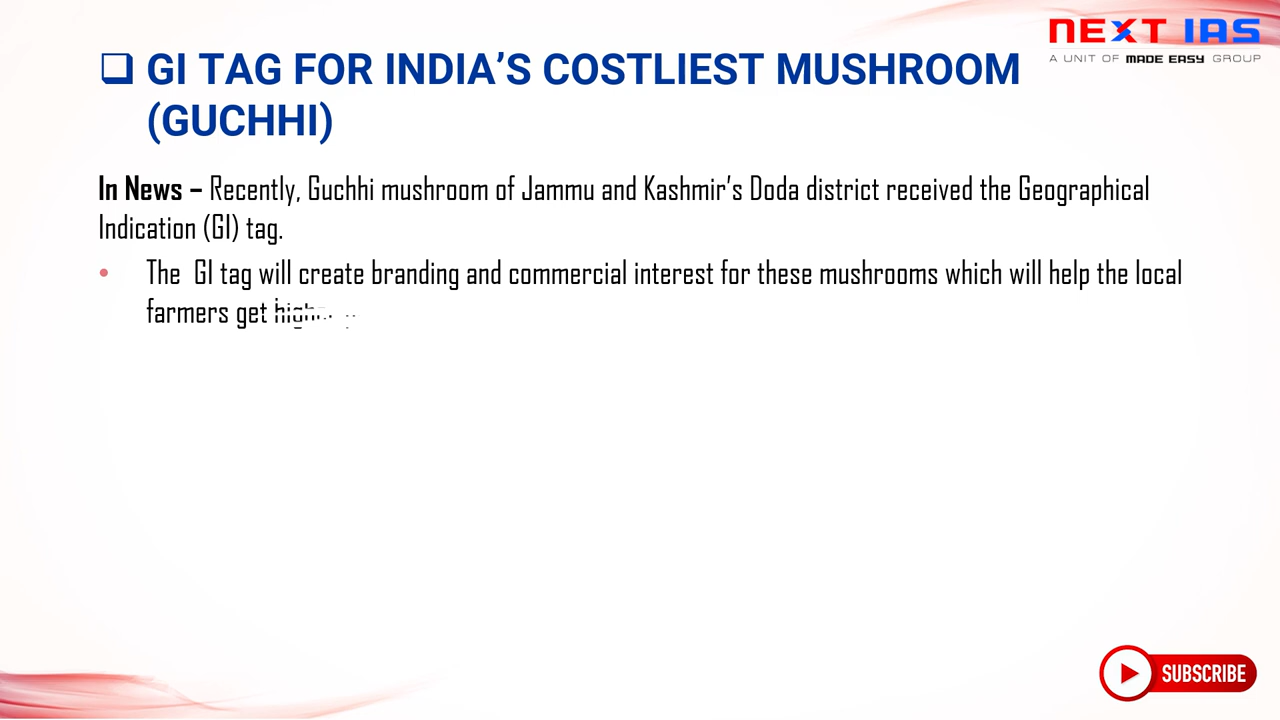 NEXT IAS
A UNIT OF MADE EASY GROUP
GI TAG FOR INDIA'S COSTLIEST MUSHROOM
(GUCHHI)
In News – Recently, Guchhi mushroom of Jammu and Kashmir's Doda district received the Geographical
Indication (GI) tag.
• The GI tag will create branding and commercial interest for these mushrooms which will help the local
farmers get
SUBSCRIBE